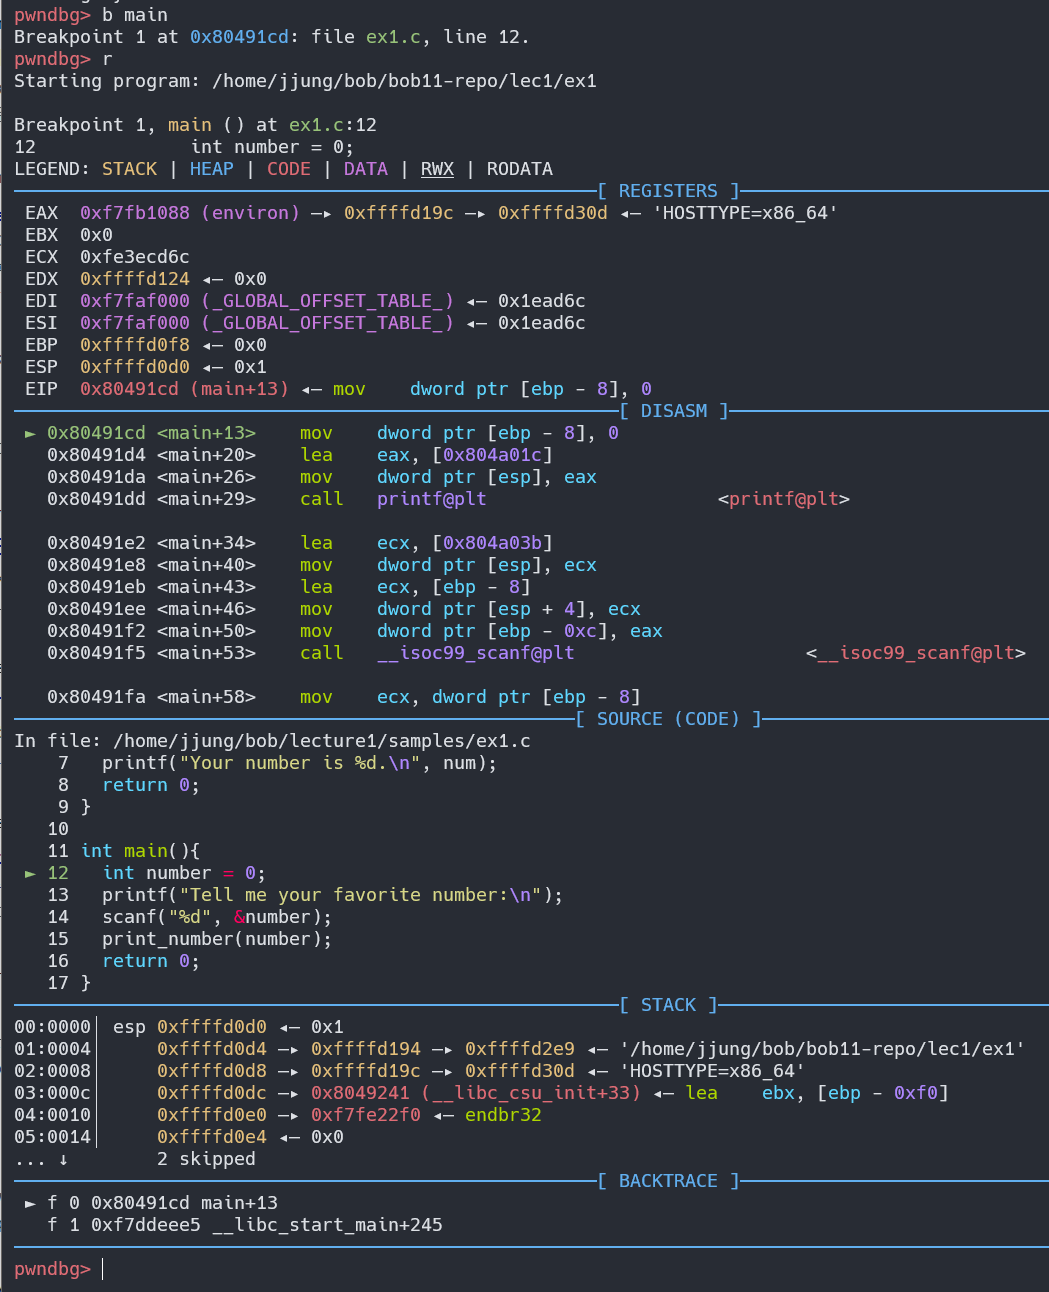 pwndbg> b main
Breakpoint 1 at 0x80491cd: file ex1.c, line 12.
pwndbg> r
Starting program: /home/jjung/bob/bob11-repo/lec1/ex1
Breakpoint 1, main () at ex1.c:12
12              int number = 0;
LEGEND: STACK | HEAP | CODE | DATA | RWX | RODATA
[ REGISTERS ]
EAX  0xf7fb1088 (environ) —▸ 0xffffd19c —▸ 0xffffd30d ◂— 'HOSTTYPE=x86_64'
EBX  0x0
ECX  0xfe3ecd6c
EDX  0xffffd124 ◂— 0x0
EDI  0xf7faf000 (_GLOBAL_OFFSET_TABLE_) ◂— 0x1ead6c
ESI  0xf7faf000 (_GLOBAL_OFFSET_TABLE_) ◂— 0x1ead6c
EBP  0xffffd0f8 ◂— 0x0
ESP  0xffffd0d0 ◂— 0x1
EIP  0x80491cd (main+13) ◂— mov    dword ptr [ebp - 8], 0
[ DISASM ]
► 0x80491cd <main+13>    mov    dword ptr [ebp - 8], 0
0x80491d4 <main+20>    lea    eax, [0x804a01c]
0x80491da <main+26>    mov    dword ptr [esp], eax
0x80491dd <main+29>    call   printf@plt                     <printf@plt>
0x80491e2 <main+34>    lea    ecx, [0x804a03b]
0x80491e8 <main+40>    mov    dword ptr [esp], ecx
0x80491eb <main+43>    lea    ecx, [ebp - 8]
0x80491ee <main+46>    mov    dword ptr [esp + 4], ecx
0x80491f2 <main+50>    mov    dword ptr [ebp - 0xc], eax
0x80491f5 <main+53>    call   __isoc99_scanf@plt                     <__isoc99_scanf@plt>
0x80491fa <main+58>    mov    ecx, dword ptr [ebp - 8]
[ SOURCE (CODE) ]
In file: /home/jjung/bob/lecture1/samples/ex1.c
7   printf("Your number is %d.\n", num);
8   return 0;
9 }
10
11 int main(){
► 12   int number = 0;
13   printf("Tell me your favorite number:\n");
14   scanf("%d", &number);
15   print_number(number);
16   return 0;
17 }
[ STACK ]
00:0000│ esp 0xffffd0d0 ◂— 0x1
01:0004│     0xffffd0d4 —▸ 0xffffd194 —▸ 0xffffd2e9 ◂— '/home/jjung/bob/bob11-repo/lec1/ex1'
02:0008│     0xffffd0d8 —▸ 0xffffd19c —▸ 0xffffd30d ◂— 'HOSTTYPE=x86_64'
03:000c│     0xffffd0dc —▸ 0x8049241 (__libc_csu_init+33) ◂— lea    ebx, [ebp - 0xf0]
04:0010│     0xffffd0e0 —▸ 0xf7fe22f0 ◂— endbr32
05:0014│     0xffffd0e4 ◂— 0x0
... ↓        2 skipped
[ BACKTRACE ]
► f 0 0x80491cd main+13
f 1 0xf7ddeee5 __libc_start_main+245
pwndbg>